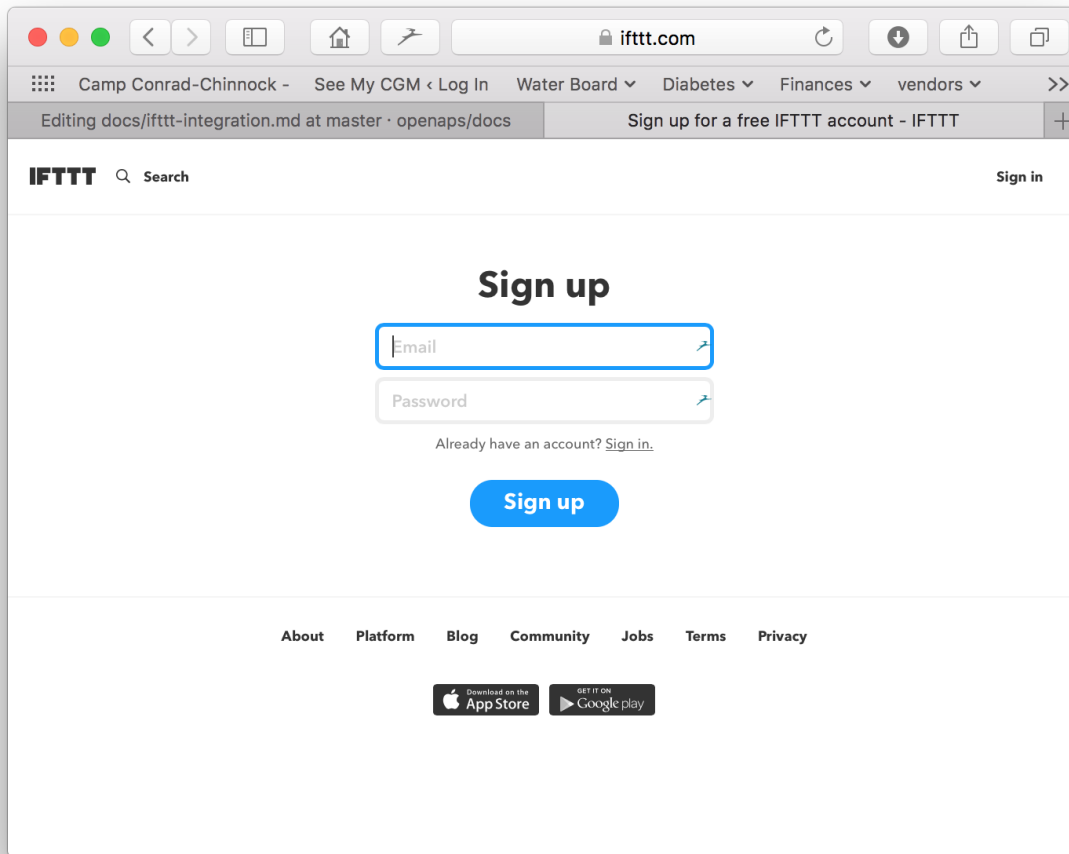 ifttt.com
Camp Conrad-Chinnock - See My CGM ‹ Log In Water Board Diabetes Finances vendors
Editing docs/ifttt-integration.md at master · openaps/docs Sign up for a free IFTTT account - IFTTT
IFTTT Search Sign in
Sign up
Email
Password
Already have an account? Sign in.
Sign up
About Platform Blog Community Jobs Terms Privacy
Download on the GET IT ON
App Store Google play